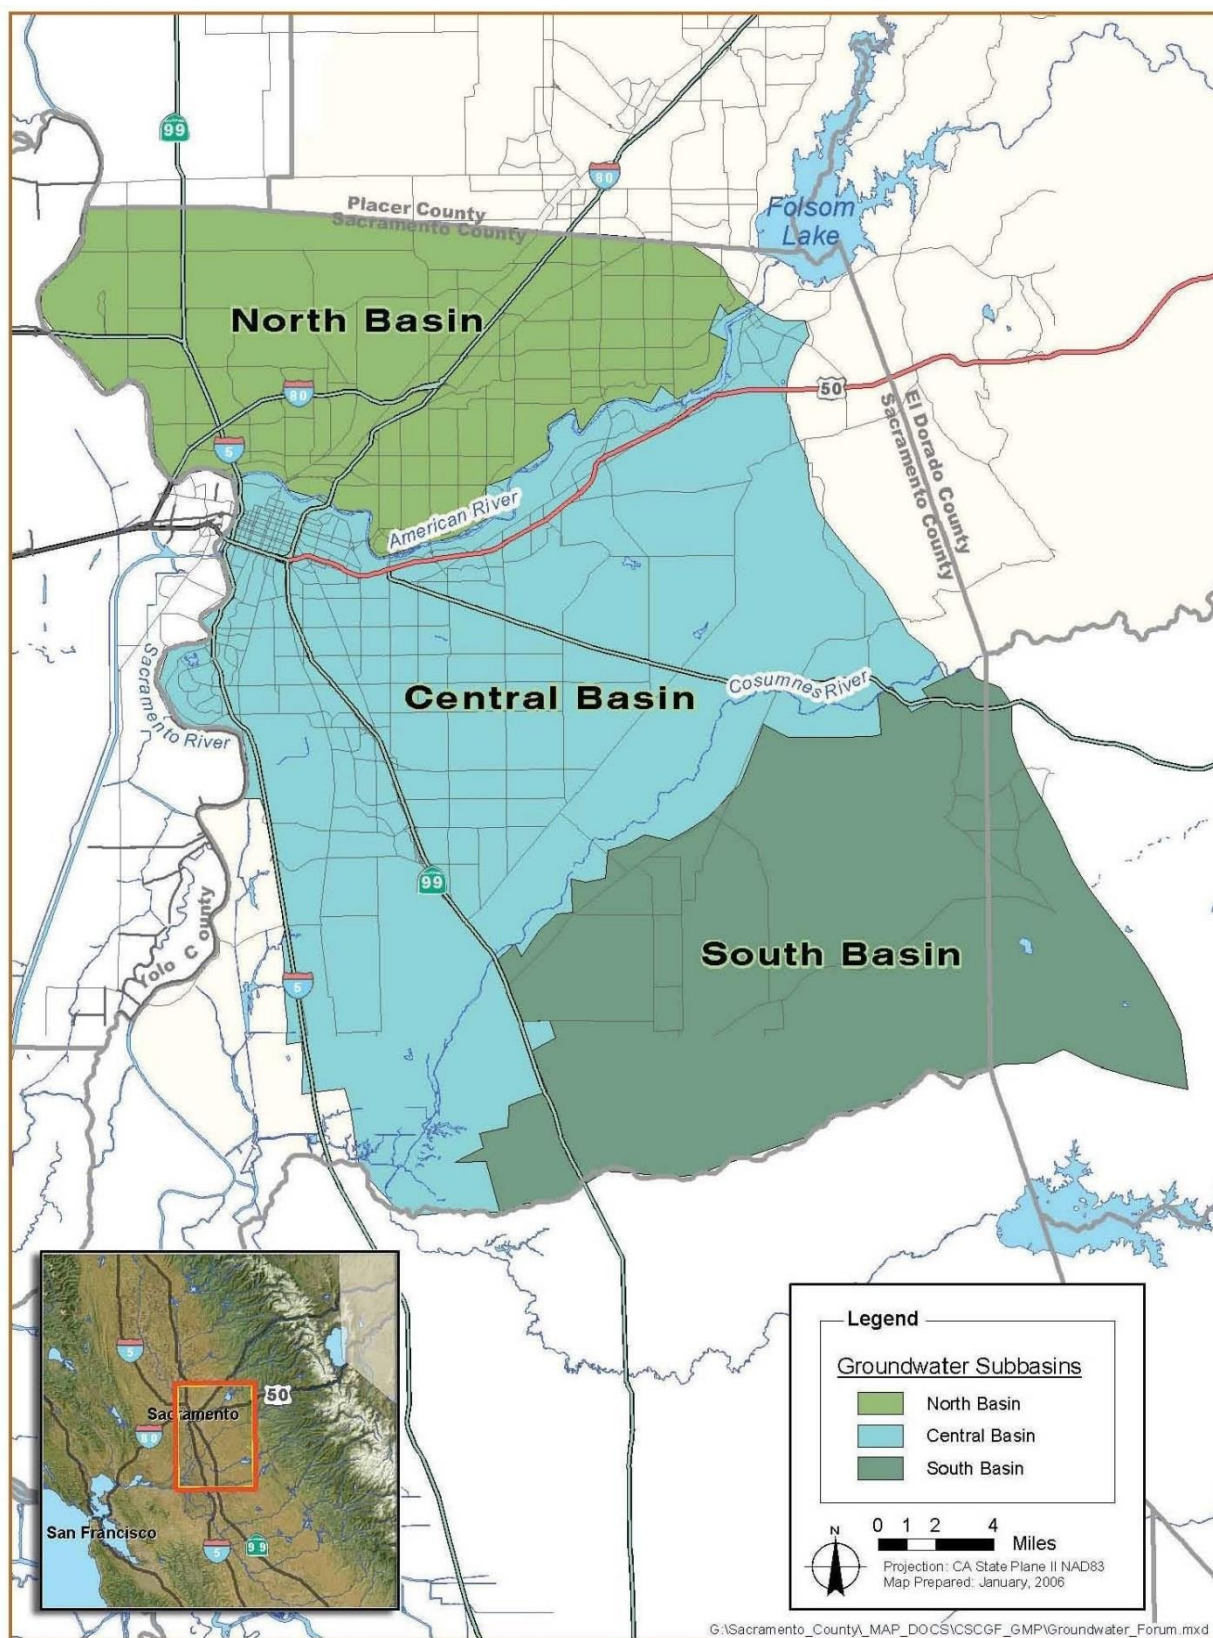 99
80
Placer County
Sacramento County
Folsom
Lake
North Basin
80
50
5
El Dorado County
Sacramento County
American River
Sacramento River
Cosumnes River
Central Basin
99
Yolo C ounty
South Basin
5
5
50
Sacramento
80
San Francisco
5
99
Legend
Groundwater Subbasins
North Basin
Central Basin
South Basin
N
0 1 2 4
Miles
Projection: CA State Plane II NAD83
Map Prepared: January, 2006
G:\Sacramento_County\_MAP_DOCS\CSCGF_GMP\Groundwater_Forum.mxd